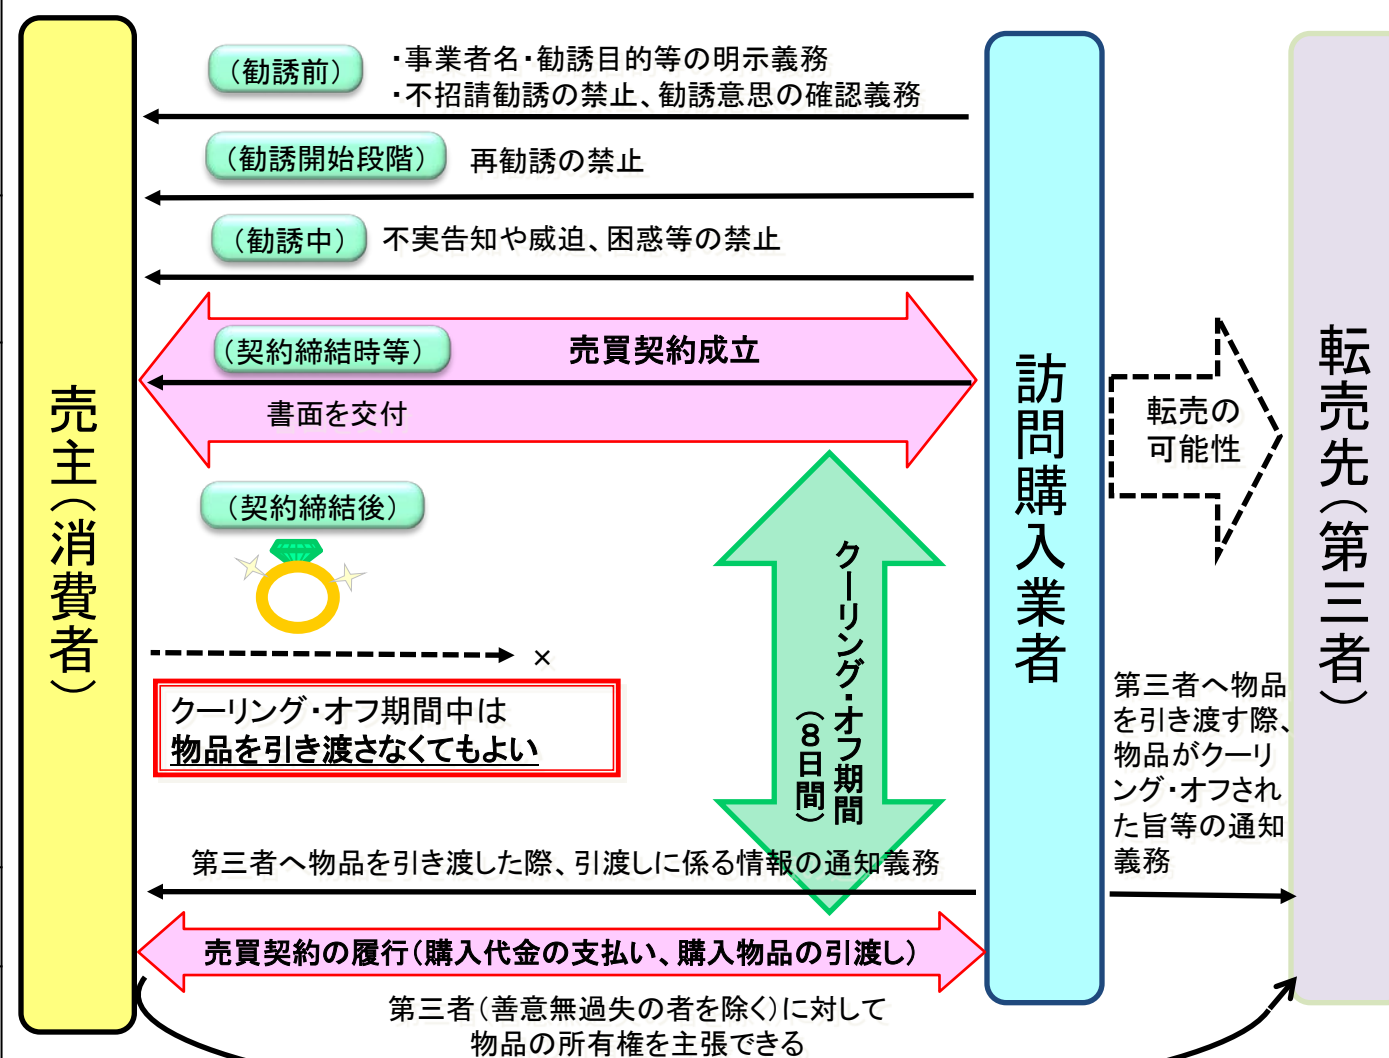 売主（消費者）
（勧誘前）
・事業者名・勧誘目的等の明示義務
・不招請勧誘の禁止、勧誘意思の確認義務
（勧誘開始段階）
再勧誘の禁止
（勧誘中）
不実告知や威迫、困惑等の禁止
（契約締結時等）
売買契約成立
書面を交付
（契約締結後）
×
クーリング・オフ期間中は
物品を引き渡さなくてもよい
クーリング・オフ期間
（８日間）
第三者へ物品を引き渡した際、引渡しに係る情報の通知義務
売買契約の履行（購入代金の支払い、購入物品の引渡し）
第三者（善意無過失の者を除く）に対して
物品の所有権を主張できる
訪問購入業者
転売の
可能性
第三者へ物品
を引き渡す際、
物品がクーリ
ング・オフされ
た旨等の通知
義務
転売先（第三者）